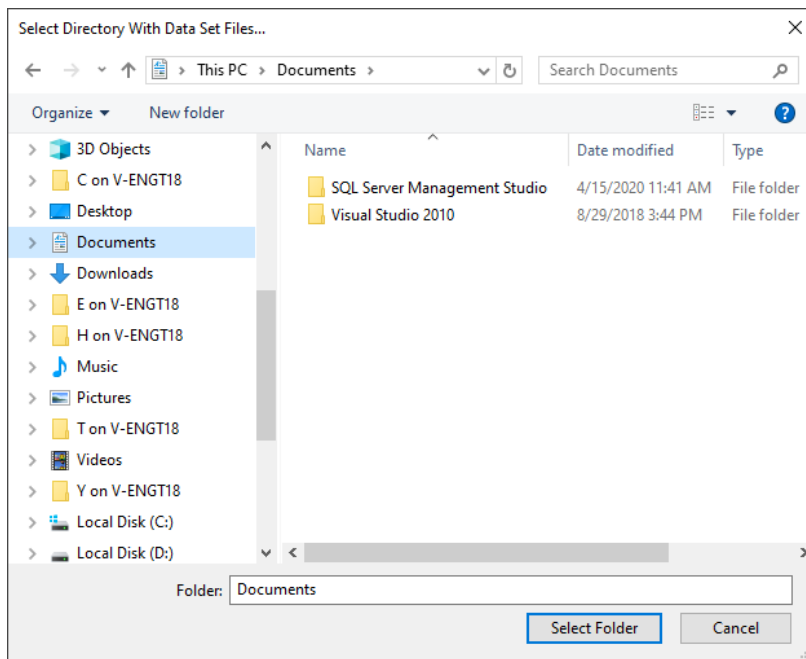 Select Directory With Data Set Files...
This PC > Documents >
Search Documents
Organize
New folder
?
3D Objects
C on V-ENGT18
Desktop
Documents
Downloads
E on V-ENGT18
H on V-ENGT18
Music
Pictures
T on V-ENGT18
Videos
Y on V-ENGT18
Local Disk (C:)
Local Disk (D:)
Name Date modified Type
SQL Server Management Studio 4/15/2020 11:41 AM File folder
Visual Studio 2010 8/29/2018 3:44 PM File folder
Folder: Documents
Select Folder
Cancel